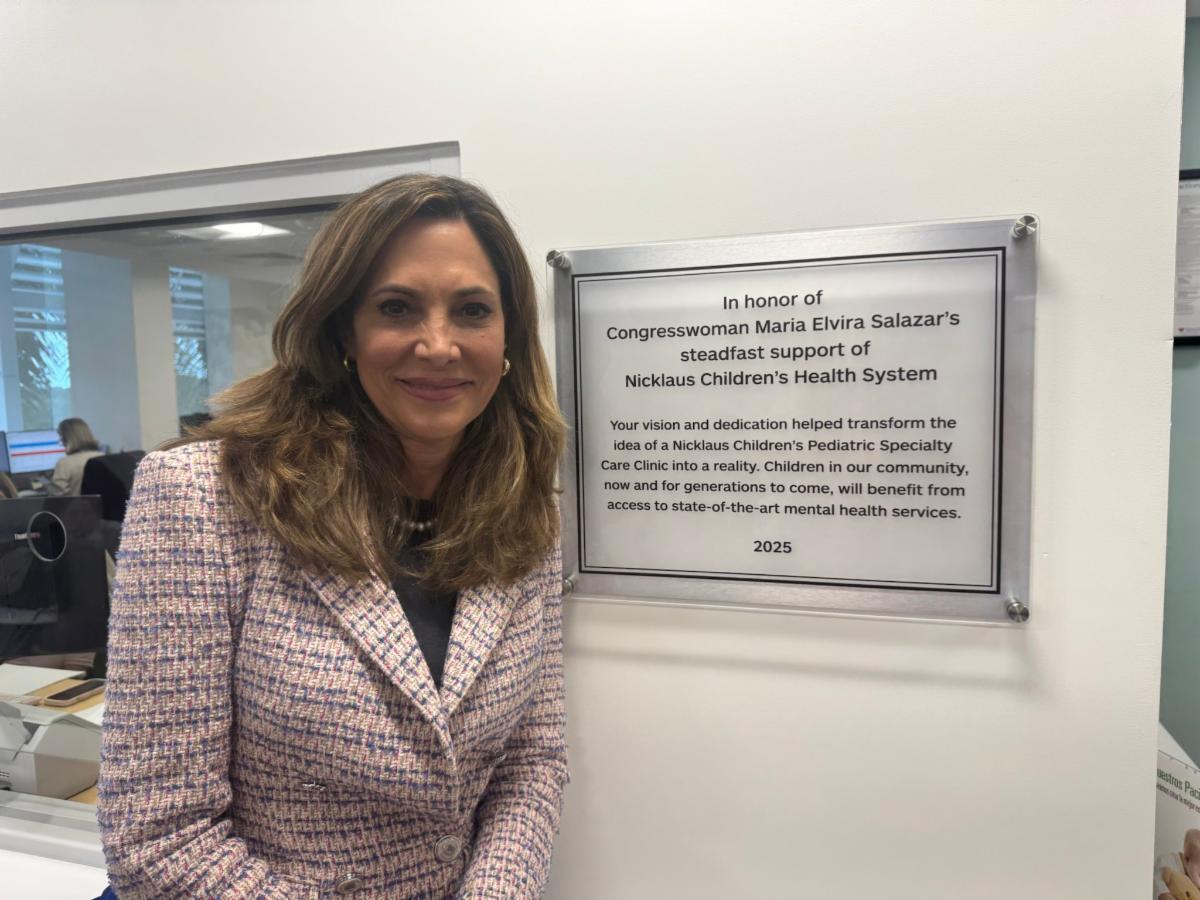 In honor of
Congresswoman Maria Elvira Salazar's
steadfast support of
Nicklaus Children's Health System
Your vision and dedication helped transform the
idea of a Nicklaus Children's Pediatric Specialty
Care Clinic into a reality. Children in our community,
now and for generations to come, will benefit from
access to state-of-the-art mental health services.
2025